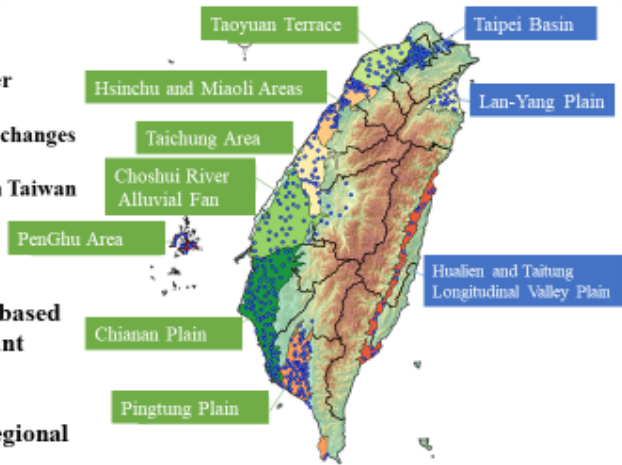 Taoyuan Terrace
Taipei Basin
er
Hsinchu and Miaoli Areas
Lan-Yang Plain
changes
Taichung Area
Choshui River
Alluvial Fan
Taiwan
PenGhu Area
Hualien and Taitung
Longitudinal Valley Plain
based
Chianan Plain
nt
Pingtung Plain
egional